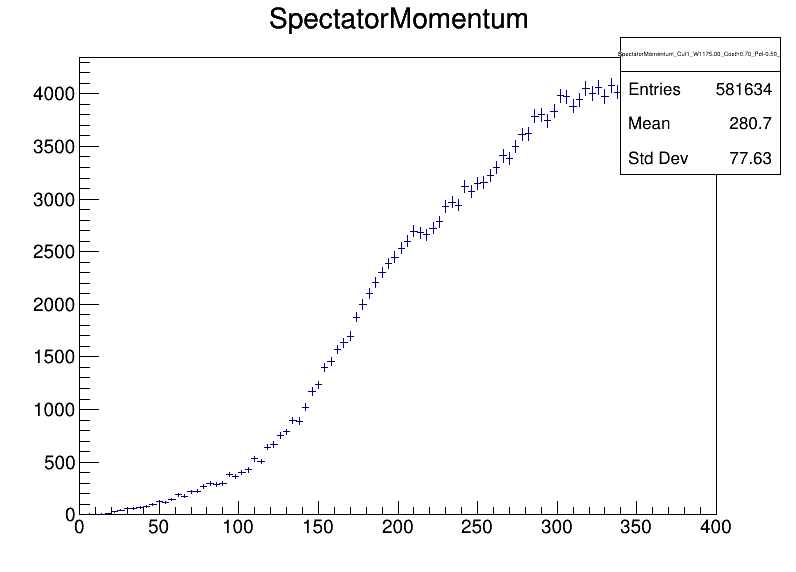 SpectatorMomentum
SpectatorMomentum_Cut1_W1175.00_Costh0.70_Pol-0.50_
Entries 581634
Mean 280.7
Std Dev 77.63
4000
3500
3000
2500
2000
1500
1000
500
0
0 50 100 150 200 250 300 350 400